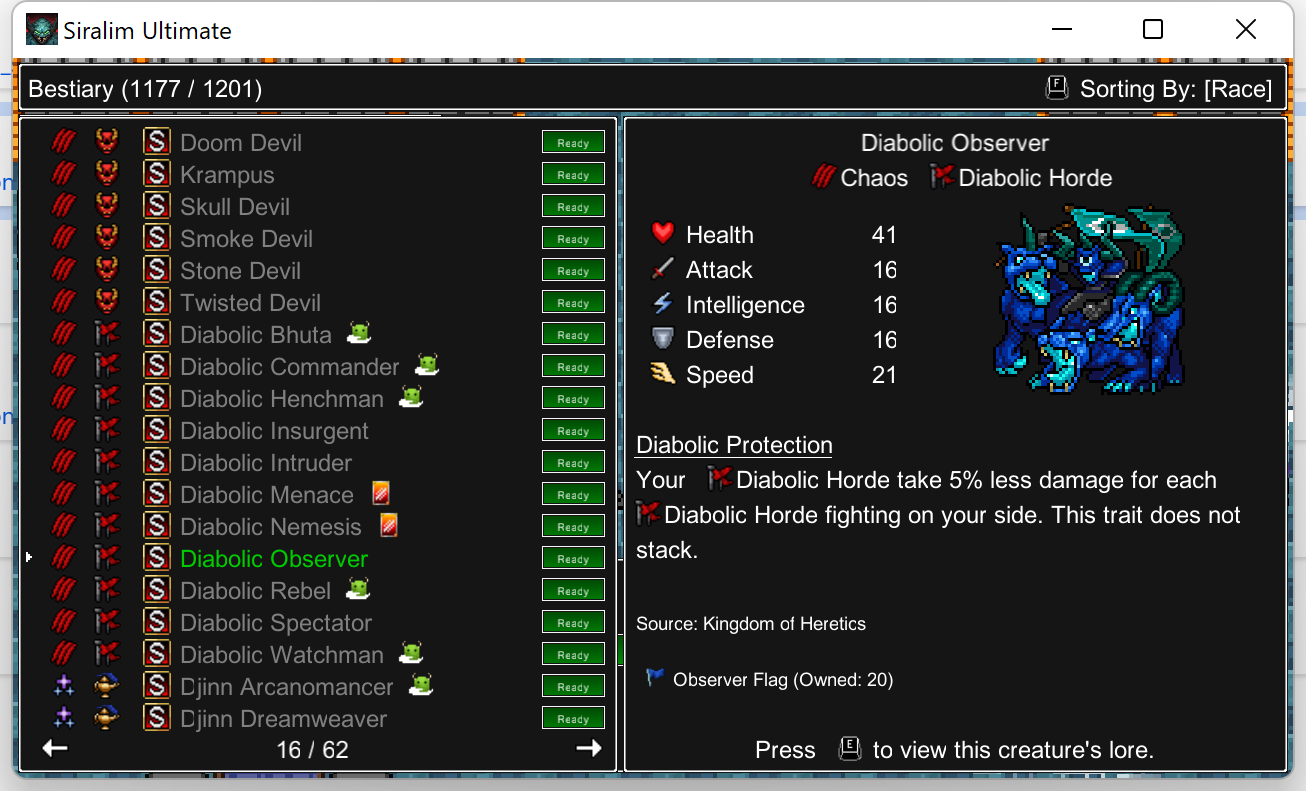 Siralim Ultimate
Bestiary (1177 / 1201)
F Sorting By: [Race]
S Doom Devil Ready
S Krampus Ready
S Skull Devil Ready
S Smoke Devil Ready
S Stone Devil Ready
S Twisted Devil Ready
S Diabolic Bhuta Ready
S Diabolic Commander Ready
S Diabolic Henchman Ready
S Diabolic Insurgent Ready
S Diabolic Intruder Ready
S Diabolic Menace Ready
S Diabolic Nemesis Ready
S Diabolic Observer Ready
S Diabolic Rebel Ready
S Diabolic Spectator Ready
S Diabolic Watchman Ready
S Djinn Arcanomancer Ready
S Djinn Dreamweaver Ready
16 / 62
Diabolic Observer
Chaos Diabolic Horde
Health 41
Attack 16
Intelligence 16
Defense 16
Speed 21
Diabolic Protection
Your Diabolic Horde take 5% less damage for each
Diabolic Horde fighting on your side. This trait does not
stack.
Source: Kingdom of Heretics
Observer Flag (Owned: 20)
Press E to view this creature's lore.